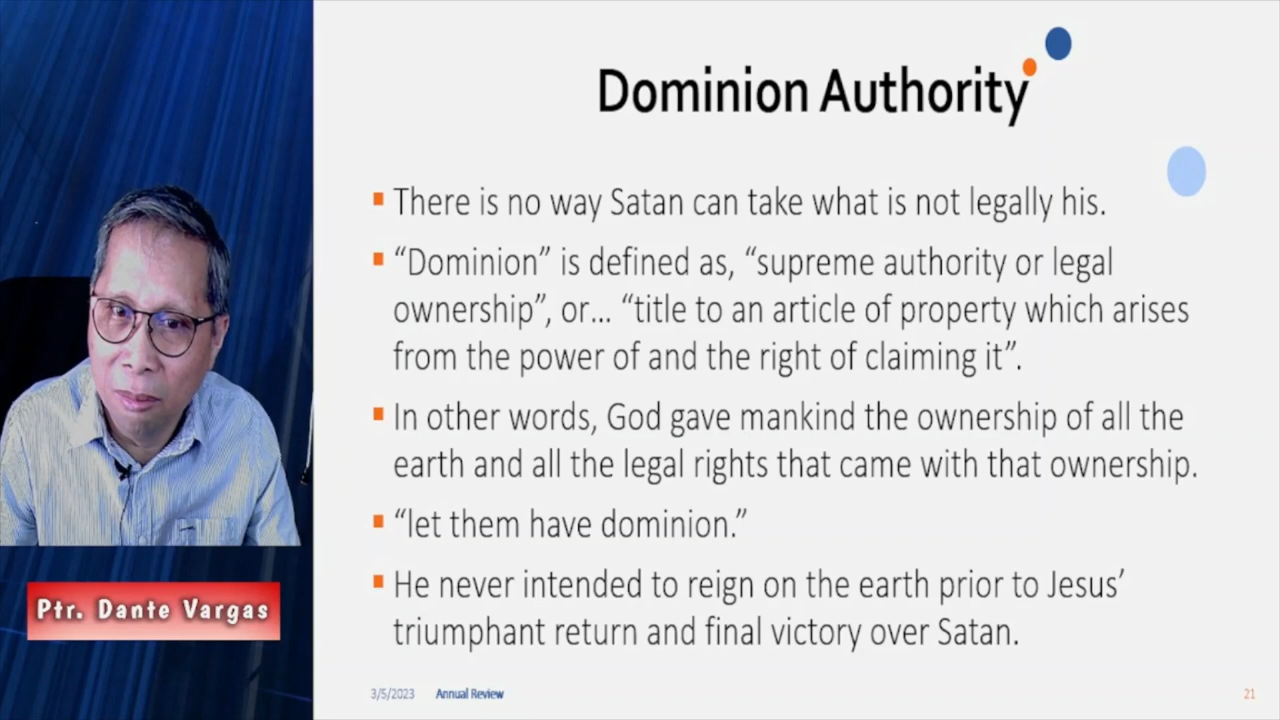 Dominion Authority
▪ There is no way Satan can take what is not legally his.
▪ “Dominion” is defined as, “supreme authority or legal
ownership”, or... “title to an article of property which arises
from the power of and the right of claiming it”.
▪ In other words, God gave mankind the ownership of all the
earth and all the legal rights that came with that ownership.
▪ “let them have dominion.”
▪ He never intended to reign on the earth prior to Jesus’
triumphant return and final victory over Satan.
Ptr. Dante Vargas
3/5/2023 Annual Review 21